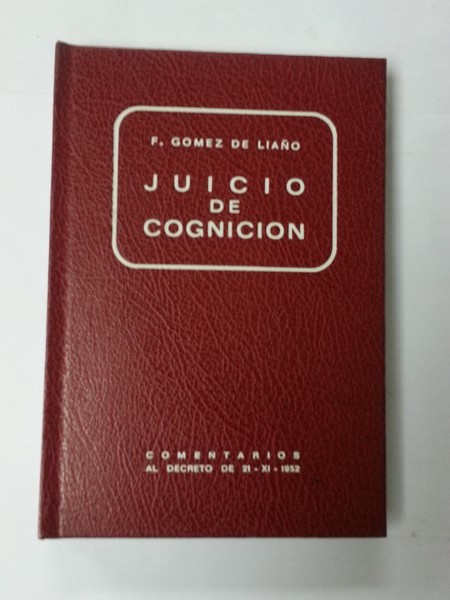 F. GOMEZ DE LIAÑO
JUICIO
DE
COGNICION
COMENTARIOS
AL DECRETO DE 21 - XI - 1952